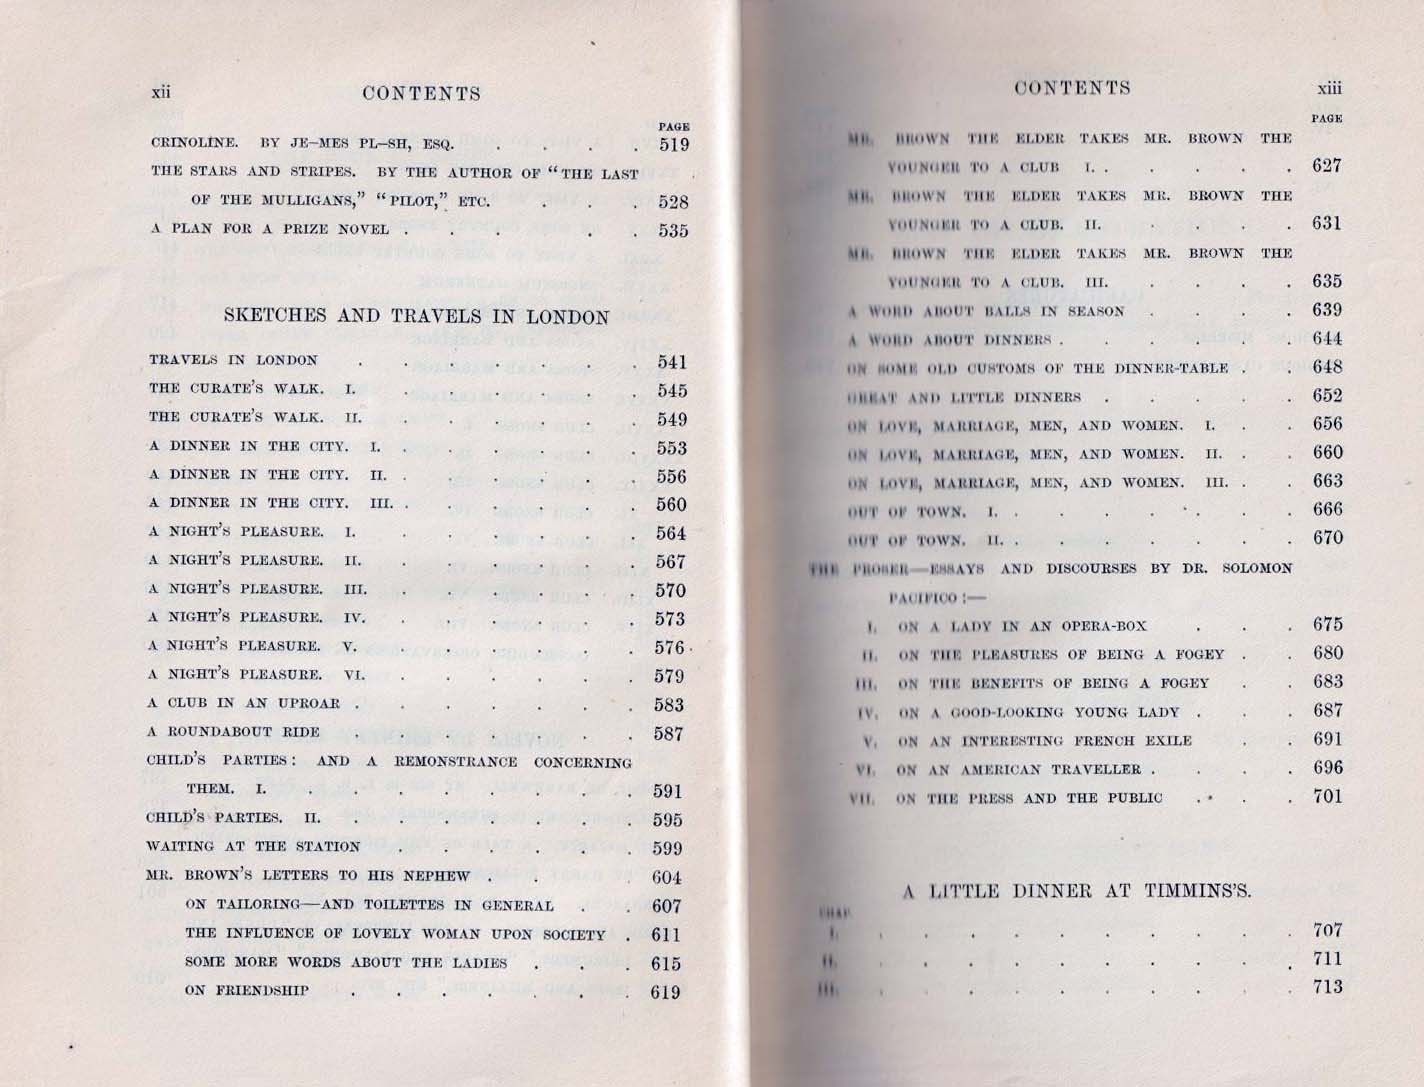 xii CONTENTS
PAGE
CRINOLINE. BY JE–MES PL–SH, ESQ. . . . . 519
THE STARS AND STRIPES. BY THE AUTHOR OF "THE LAST
OF THE MULLIGANS," "PILOT," ETC. . . . 528
A PLAN FOR A PRIZE NOVEL . . . . . 535
SKETCHES AND TRAVELS IN LONDON
TRAVELS IN LONDON . . . . . . 541
THE CURATE'S WALK. I. . . . . . 545
THE CURATE'S WALK. II. . . . . . 549
A DINNER IN THE CITY. I. . . . . . . 553
A DINNER IN THE CITY. II. . . . . . 556
A DINNER IN THE CITY. III. . . . . . 560
A NIGHT'S PLEASURE. I. . . . . . . 564
A NIGHT'S PLEASURE. II. . . . . . . 567
A NIGHT'S PLEASURE. III. . . . . . . 570
A NIGHT'S PLEASURE. IV. . . . . . . 573
A NIGHT'S PLEASURE. V. . . . . . . 576
A NIGHT'S PLEASURE. VI. . . . . . . 579
A CLUB IN AN UPROAR . . . . . . . 583
A ROUNDABOUT RIDE . . . . . . . 587
CHILD'S PARTIES: AND A REMONSTRANCE CONCERNING
THEM. I. . . . . . . . . . 591
CHILD'S PARTIES. II. . . . . . . . 595
WAITING AT THE STATION . . . . . . 599
MR. BROWN'S LETTERS TO HIS NEPHEW . . . 604
ON TAILORING—AND TOILETTES IN GENERAL . . 607
THE INFLUENCE OF LOVELY WOMAN UPON SOCIETY . 611
SOME MORE WORDS ABOUT THE LADIES . . . 615
ON FRIENDSHIP . . . . . . . 619
CONTENTS xiii
PAGE
MR. BROWN THE ELDER TAKES MR. BROWN THE
YOUNGER TO A CLUB I. . . . . . 627
MR. BROWN THE ELDER TAKES MR. BROWN THE
YOUNGER TO A CLUB. II. . . . . 631
MR. BROWN THE ELDER TAKES MR. BROWN THE
YOUNGER TO A CLUB. III. . . . . 635
A WORD ABOUT BALLS IN SEASON . . . . 639
A WORD ABOUT DINNERS . . . . . . 644
ON SOME OLD CUSTOMS OF THE DINNER-TABLE . . 648
GREAT AND LITTLE DINNERS . . . . . 652
ON LOVE, MARRIAGE, MEN, AND WOMEN. I. . . 656
ON LOVE, MARRIAGE, MEN, AND WOMEN. II. . . 660
ON LOVE, MARRIAGE, MEN, AND WOMEN. III. . . 663
OUT OF TOWN. I. . . . . . . . 666
OUT OF TOWN. II. . . . . . . . 670
THE PROSER—ESSAYS AND DISCOURSES BY DR. SOLOMON
PACIFICO:—
I. ON A LADY IN AN OPERA-BOX . . . 675
II. ON THE PLEASURES OF BEING A FOGEY . . 680
III. ON THE BENEFITS OF BEING A FOGEY . . 683
IV. ON A GOOD-LOOKING YOUNG LADY . . . 687
V. ON AN INTERESTING FRENCH EXILE . . 691
VI. ON AN AMERICAN TRAVELLER . . . . 696
VII. ON THE PRESS AND THE PUBLIC . . . 701
A LITTLE DINNER AT TIMMINS'S.
CHAP.
I. . . . . . . . . . . 707
II. . . . . . . . . . . 711
III. . . . . . . . . . . 713